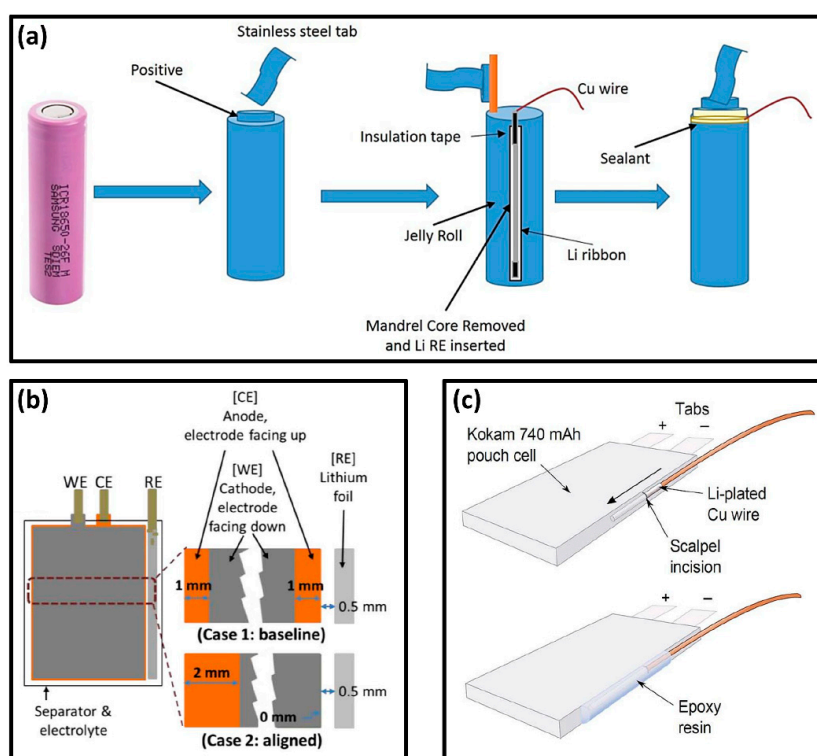 (a)
Stainless steel tab
Positive
ICR18650-26F M
SAMSUNG SDIEM
Cu wire
Insulation tape
Jelly Roll
Li ribbon
Mandrel Core Removed
and Li RE inserted
Sealant
(b)
[CE]
Anode,
electrode facing up
[WE]
Cathode,
electrode
facing down
[RE]
Lithium
foil
WE CE RE
1 mm
1 mm
0.5 mm
(Case 1: baseline)
2 mm
0 mm
0.5 mm
(Case 2: aligned)
Separator &
electrolyte
(c)
Kokam 740 mAh
pouch cell
+
Tabs
–
Li-plated
Cu wire
Scalpel
incision
+
–
Epoxy
resin